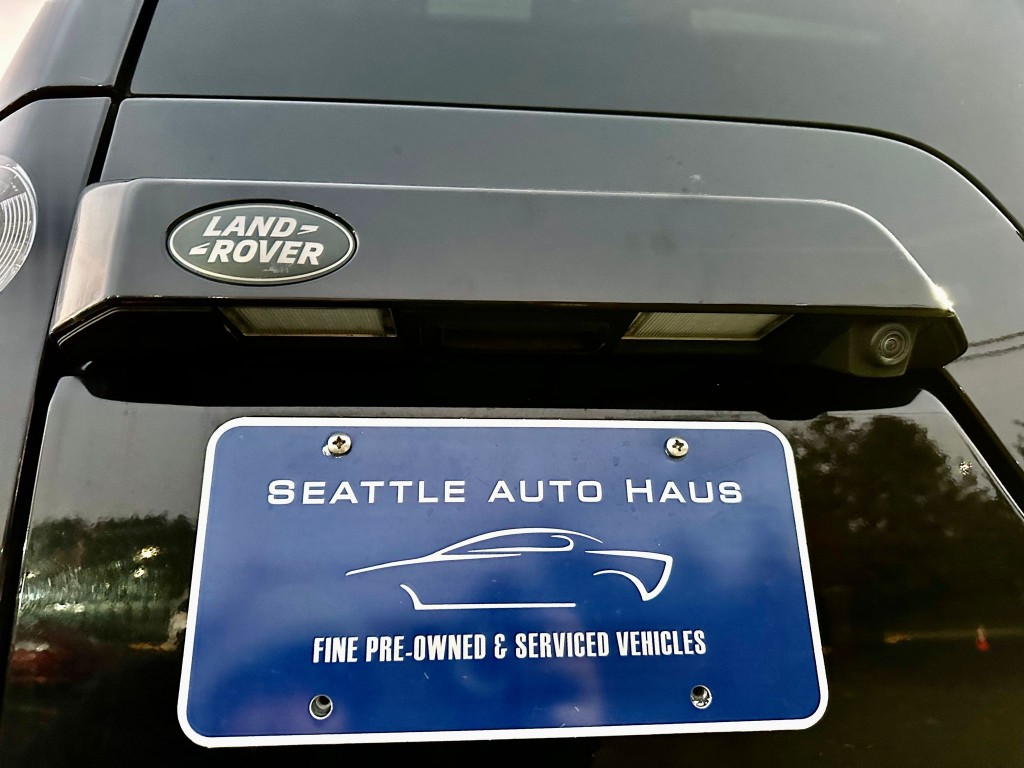 LAND
ROVER
SEATTLE AUTO HAUS
FINE PRE-OWNED & SERVICED VEHICLES